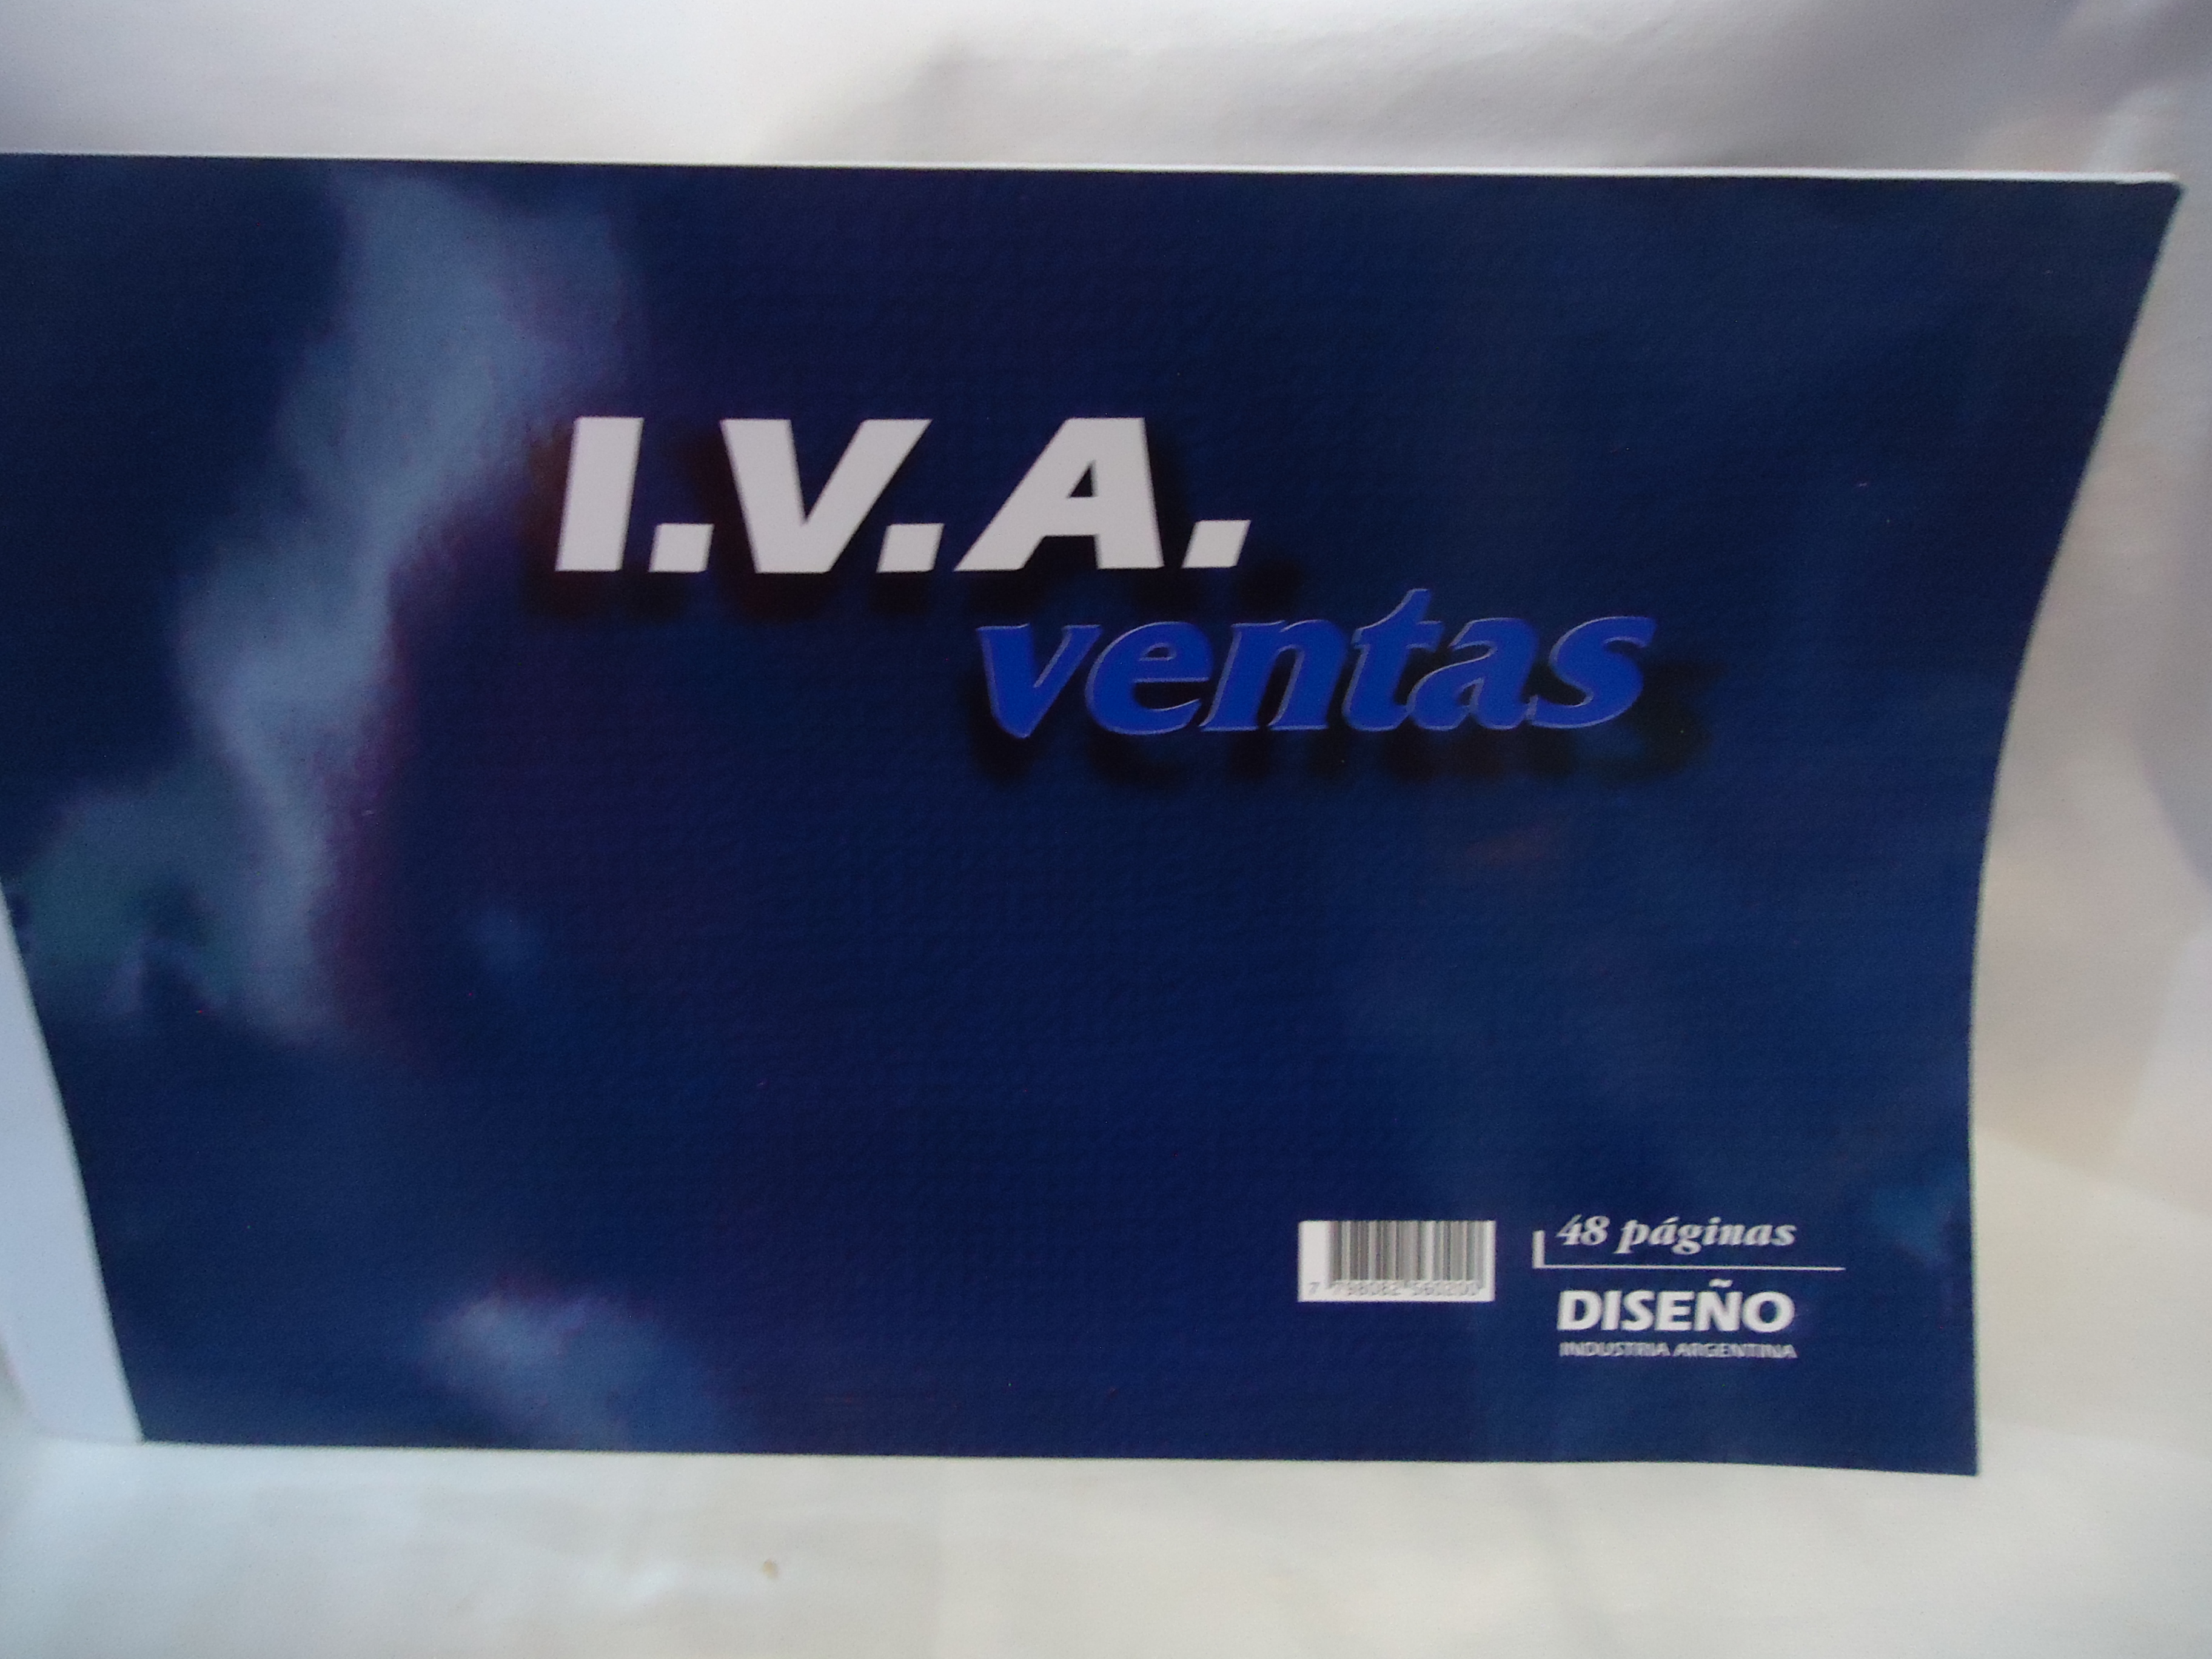 I.V.A.
ventas
48 páginas
DISEÑO
INDUSTRIA ARGENTINA